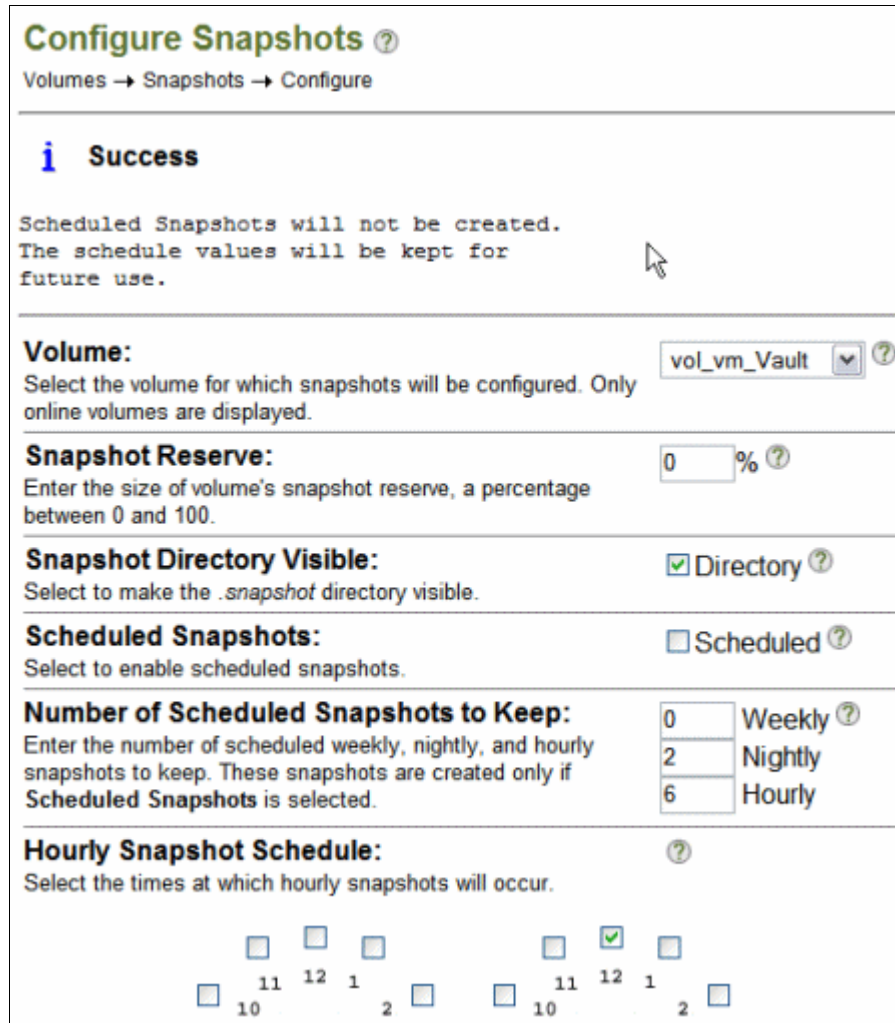 Configure Snapshots ?
Volumes → Snapshots → Configure
i Success
Scheduled Snapshots will not be created.
The schedule values will be kept for
future use.
Volume:
Select the volume for which snapshots will be configured. Only
online volumes are displayed.
vol_vm_Vault ?
Snapshot Reserve:
Enter the size of volume's snapshot reserve, a percentage
between 0 and 100.
0 % ?
Snapshot Directory Visible:
Select to make the .snapshot directory visible.
Directory ?
Scheduled Snapshots:
Select to enable scheduled snapshots.
Scheduled ?
Number of Scheduled Snapshots to Keep:
Enter the number of scheduled weekly, nightly, and hourly
snapshots to keep. These snapshots are created only if
Scheduled Snapshots is selected.
0 Weekly ?
2 Nightly
6 Hourly
Hourly Snapshot Schedule: ?
Select the times at which hourly snapshots will occur.
11 12 1 11 12 1
10 2 10 2